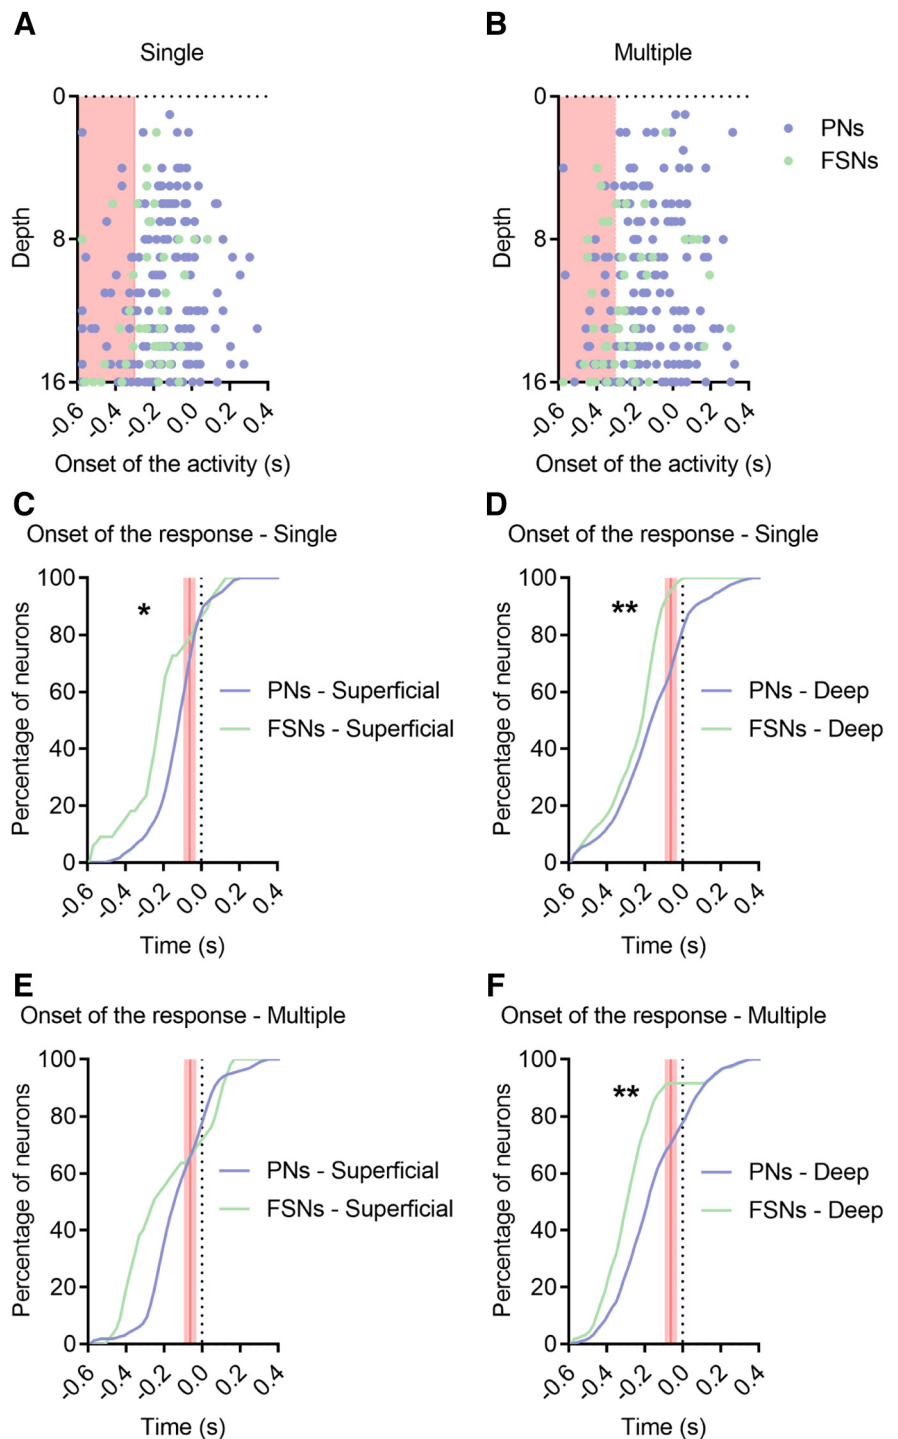 A
B
Single
Multiple
0
0
PNs
FSNs
Depth
Depth
8
8
16
16
-0.6 -0.4 -0.2 0.0 0.2 0.4
-0.6 -0.4 -0.2 0.0 0.2 0.4
Onset of the activity (s)
Onset of the activity (s)
C
D
Onset of the response - Single
Onset of the response - Single
Percentage of neurons
100
80
60
40
20
0
*
PNs - Superficial
FSNs - Superficial
-0.6 -0.4 -0.2 0.0 0.2 0.4
Time (s)
Percentage of neurons
100
80
60
40
20
0
**
PNs - Deep
FSNs - Deep
-0.6 -0.4 -0.2 0.0 0.2 0.4
Time (s)
E
F
Onset of the response - Multiple
Onset of the response - Multiple
Percentage of neurons
100
80
60
40
20
0
PNs - Superficial
FSNs - Superficial
-0.6 -0.4 -0.2 0.0 0.2 0.4
Time (s)
Percentage of neurons
100
80
60
40
20
0
**
PNs - Deep
FSNs - Deep
-0.6 -0.4 -0.2 0.0 0.2 0.4
Time (s)